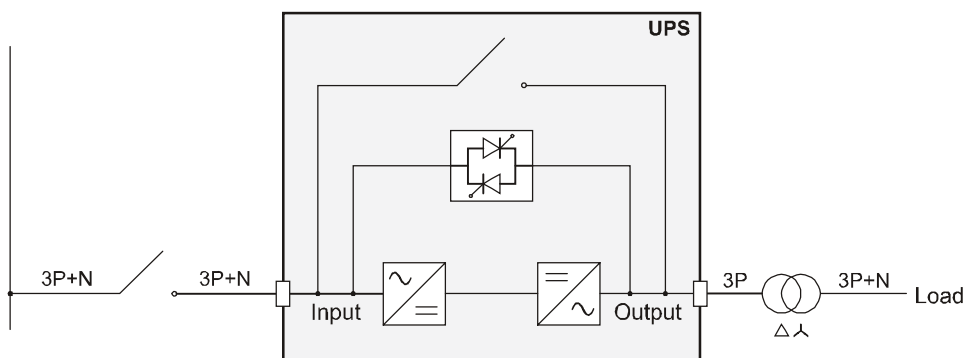 UPS
3P+N
3P+N
Input
Output
3P
3P+N
Load